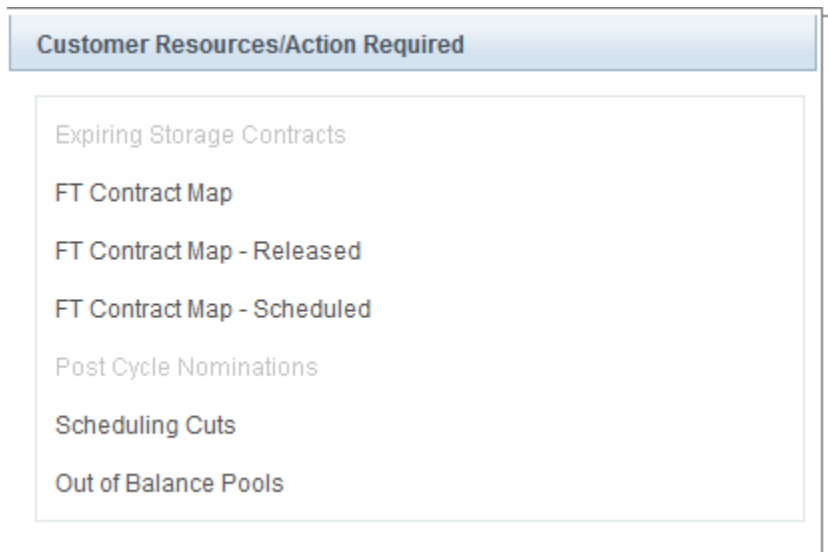 Customer Resources/Action Required
Expiring Storage Contracts
FT Contract Map
FT Contract Map - Released
FT Contract Map - Scheduled
Post Cycle Nominations
Scheduling Cuts
Out of Balance Pools